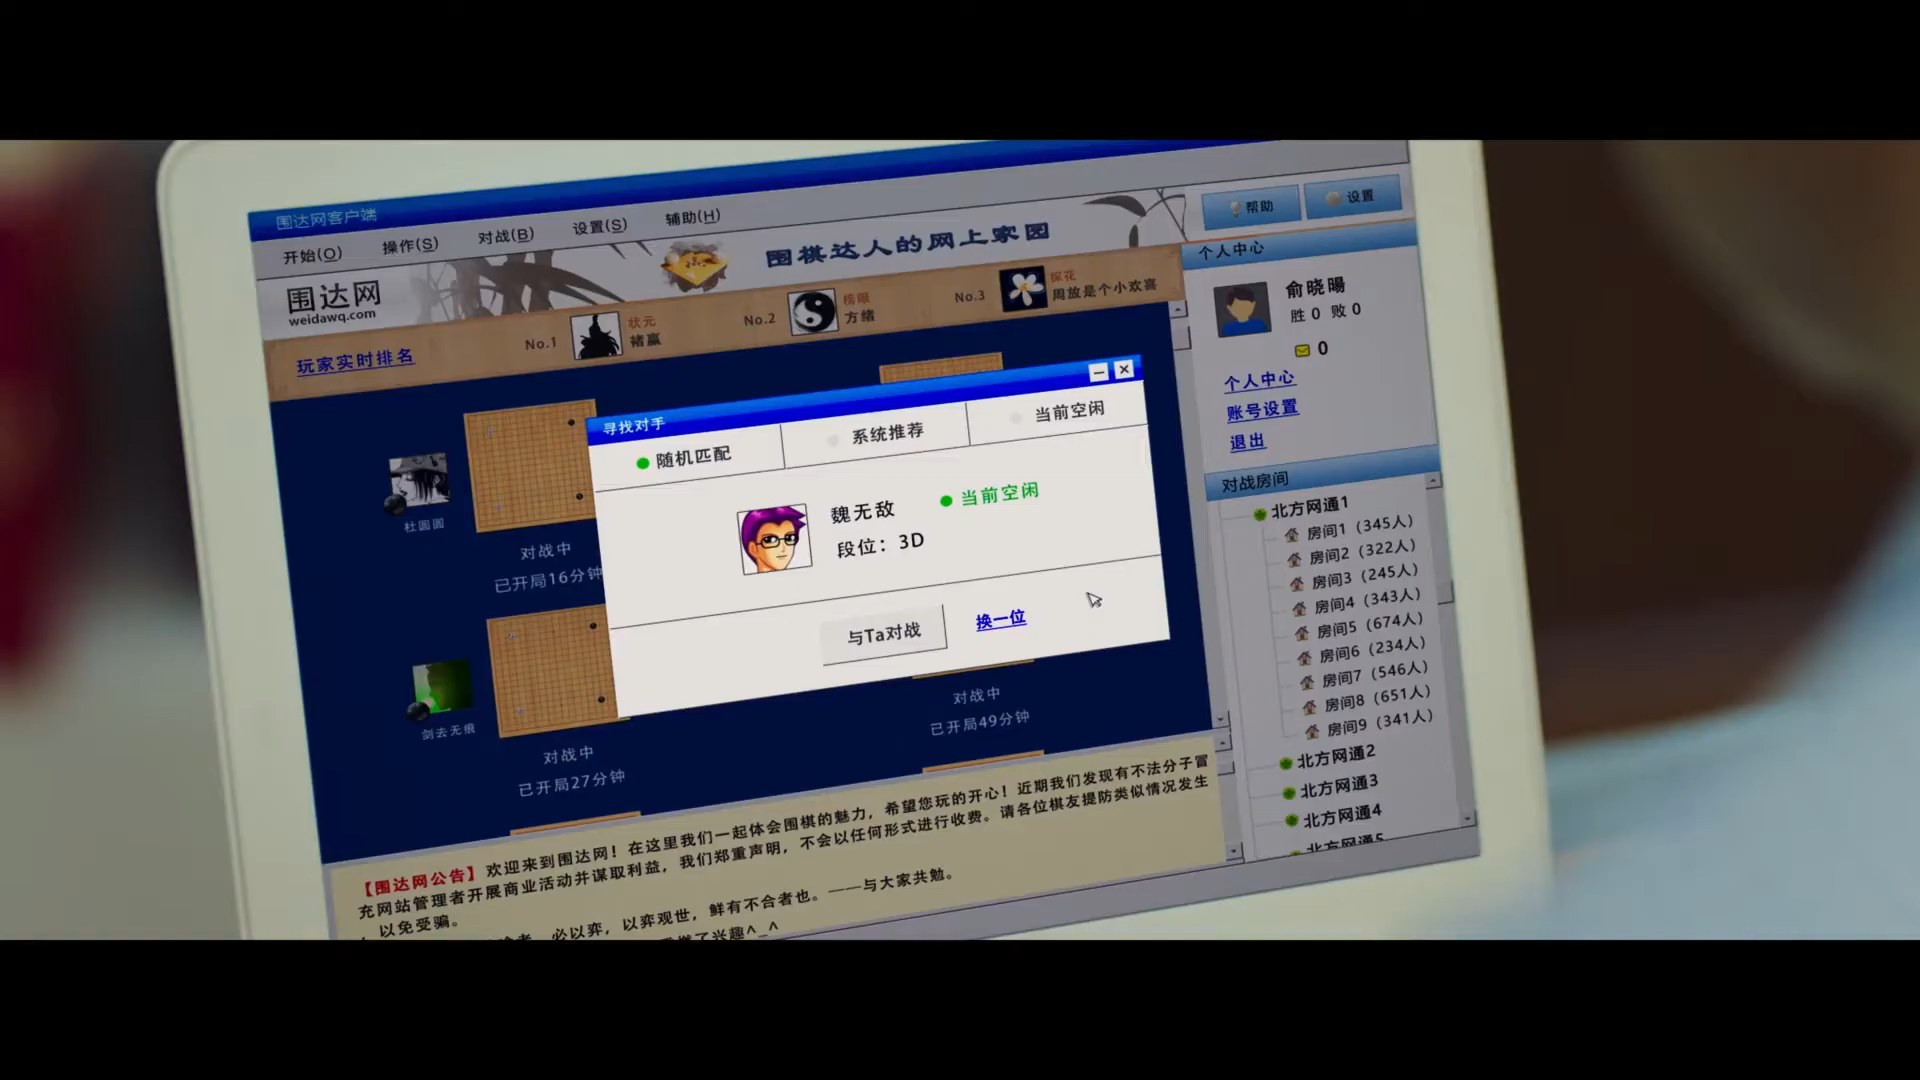 围达网客户端
开始(O) 操作(S) 对战(B) 设置(S) 辅助(H)
围达网
weidawq.com
围棋达人的网上家园
帮助 设置
玩家实时排名
No.1 状元 褚嬴
No.2 榜眼 方绪
No.3 探花 周放是个小欢喜
个人中心
俞晓暘
胜 0 败 0
0
个人中心
账号设置
退出
杜圆圆
对战中
已开局16分钟
剑去无痕
对战中
已开局27分钟
对战中
已开局49分钟
寻找对手
随机匹配 系统推荐 当前空闲
魏无敌 当前空闲
段位：3D
与Ta对战 换一位
对战房间
北方网通1
房间1（345人）
房间2（322人）
房间3（245人）
房间4（343人）
房间5（674人）
房间6（234人）
房间7（546人）
房间8（651人）
房间9（341人）
北方网通2
北方网通3
北方网通4
北方网通5
【围达网公告】欢迎来到围达网！在这里我们一起体会围棋的魅力，希望您玩的开心！近期我们发现有不法分子冒
充网站管理者开展商业活动并谋取利益，我们郑重声明，不会以任何形式进行收费。请各位棋友提防类似情况发生
，以免受骗。
必以弈，以弈观世，鲜有不合者也。——与大家共勉。
了兴趣^_^